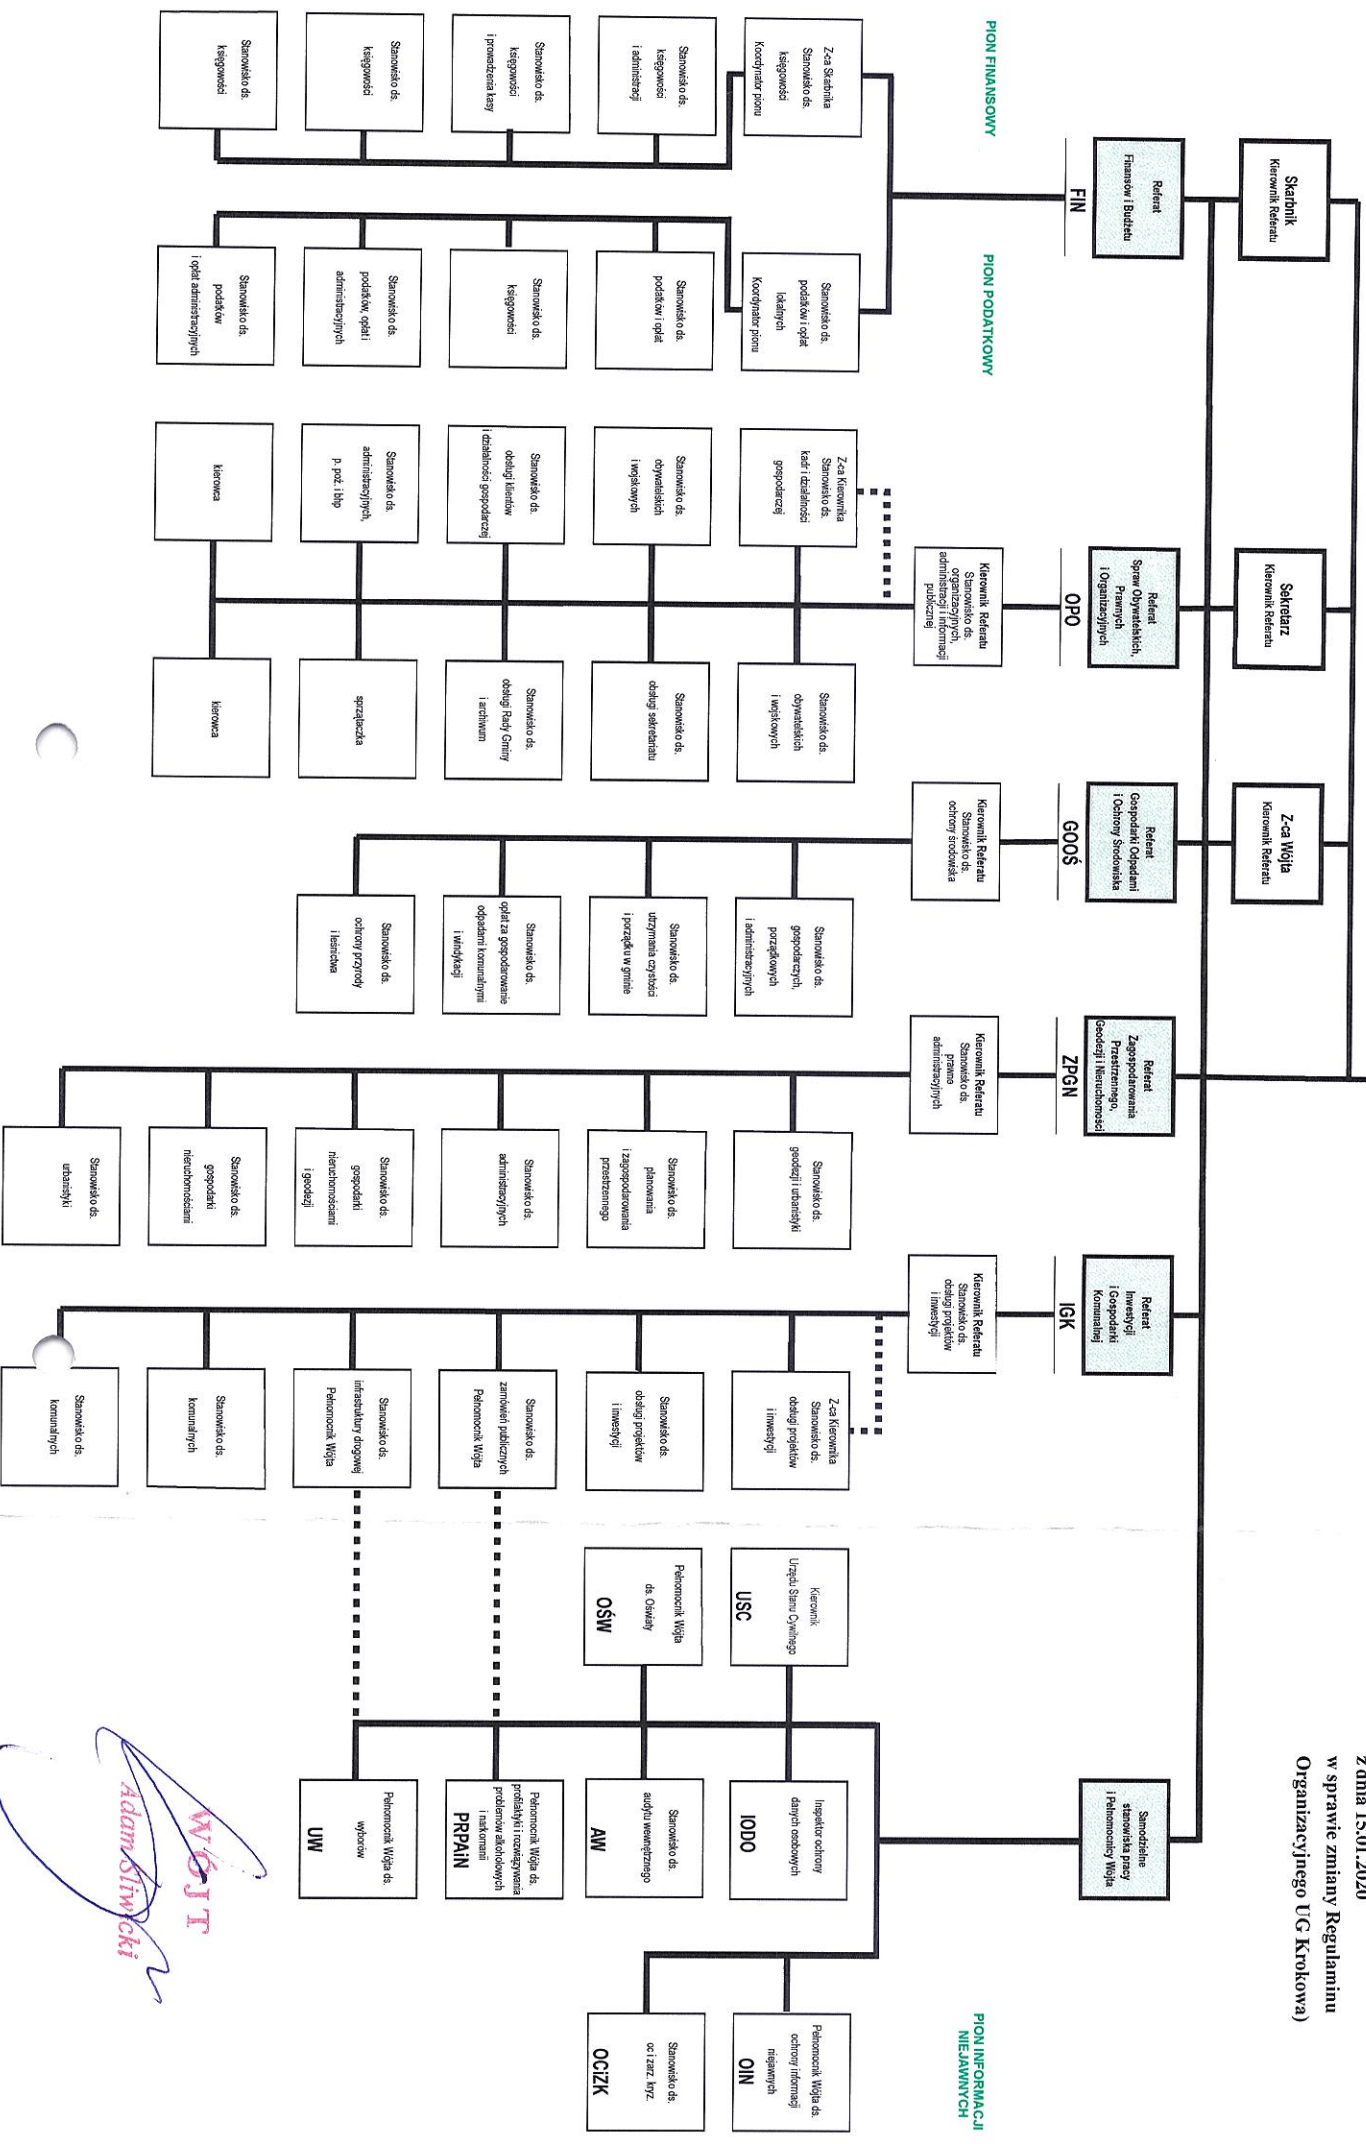 z dnia 15.01.2020
w sprawie zmiany Regulaminu
Organizacyjnego UG Krokowa)
Skarbnik
Kierownik Referatu
Sekretarz
Kierownik Referatu
Z-ca Wójta
Kierownik Referatu
Referat
Finansów i Budżetu
FIN
Referat
Spraw Obywatelskich,
Prawnych
i Organizacyjnych
OPO
Referat
Gospodarki Odpadami
i Ochrony Środowiska
GOOŚ
Referat
Zagospodarowania
Przestrzennego,
Geodezji i Nieruchomości
ZPGN
Referat
Inwestycji
i Gospodarki
Komunalnej
IGK
Samodzielne
stanowiska pracy
i Pełnomocnicy Wójta
PION FINANSOWY
PION PODATKOWY
PION INFORMACJI
NIEJAWNYCH
Z-ca Skarbnika
Stanowisko ds.
księgowości
Koordynator pionu
Stanowisko ds.
księgowości
i administracji
Stanowisko ds.
księgowości
i prowadzenia kasy
Stanowisko ds.
księgowości
Stanowisko ds.
księgowości
Stanowisko ds.
podatków i opłat
lokalnych
Koordynator pionu
Stanowisko ds.
podatków i opłat
Stanowisko ds.
księgowości
Stanowisko ds.
podatków, opłat i
administracyjnych
Stanowisko ds.
podatków
i opłat administracyjnych
Kierownik Referatu
Stanowisko ds.
organizacyjnych,
administracji i informacji
publicznej
Z-ca Kierownika
Stanowisko ds.
kadr i działalności
gospodarczej
Stanowisko ds.
obywatelskich
i wojskowych
Stanowisko ds.
obsługi klientów
i działalności gospodarczej
Stanowisko ds.
administracyjnych,
p. poż. i bhp
kierowca
Stanowisko ds.
obywatelskich
i wojskowych
Stanowisko ds.
obsługi sekretariatu
Stanowisko ds.
obsługi Rady Gminy
i archiwum
sprzątaczka
kierowca
Kierownik Referatu
Stanowisko ds.
ochrony środowiska
Stanowisko ds.
gospodarczych,
porządkowych
i administracyjnych
Stanowisko ds.
utrzymania czystości
i porządku w gminie
Stanowisko ds.
opłat za gospodarowanie
odpadami komunalnymi
i windykacji
Stanowisko ds.
ochrony przyrody
i leśnictwa
Kierownik Referatu
Stanowisko ds.
prawno
administracyjnych
Stanowisko ds.
geodezji i urbanistyki
Stanowisko ds.
planowania
i zagospodarowania
przestrzennego
Stanowisko ds.
administracyjnych
Stanowisko ds.
gospodarki
nieruchomościami
i geodezji
Stanowisko ds.
gospodarki
nieruchomościami
Stanowisko ds.
urbanistyki
Kierownik Referatu
Stanowisko ds.
obsługi projektów
i inwestycji
Z-ca Kierownika
Stanowisko ds.
obsługi projektów
i inwestycji
Stanowisko ds.
obsługi projektów
i inwestycji
Stanowisko ds.
zamówień publicznych
Pełnomocnik Wójta
Stanowisko ds.
infrastruktury drogowej
Pełnomocnik Wójta
Stanowisko ds.
komunalnych
Stanowisko ds.
komunalnych
Kierownik
Urzędu Stanu Cywilnego
USC
Pełnomocnik Wójta
ds. Oświaty
OŚW
Inspektor ochrony
danych osobowych
IODO
Stanowisko ds.
audytu wewnętrznego
AW
Pełnomocnik Wójta ds.
profilaktyki i rozwiązywania
problemów alkoholowych
i narkomanii
PRPAiN
Pełnomocnik Wójta ds.
wyborów
UW
Pełnomocnik Wójta ds.
ochrony informacji
niejawnych
OIN
Stanowisko ds.
oc i zarz. kryz.
OCiZK
WÓJT
Adam Śliwicki